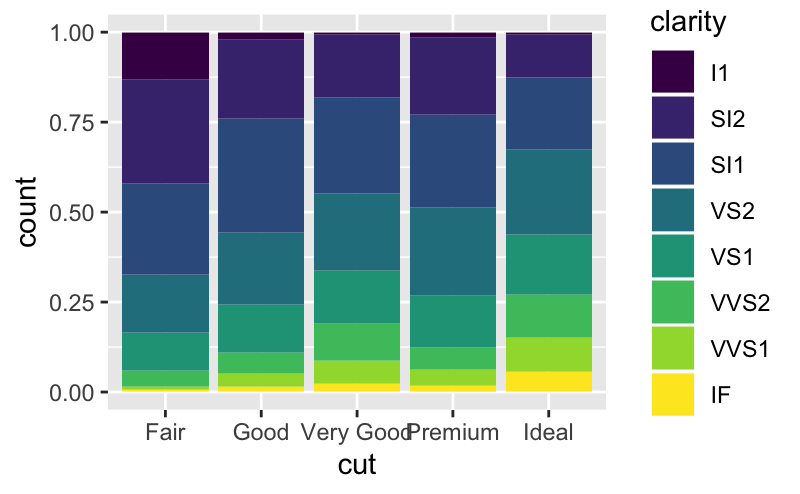 clarity
1.00
0.75
0.50
0.25
0.00
count
Fair Good Very Good Premium Ideal
cut
I1
SI2
SI1
VS2
VS1
VVS2
VVS1
IF